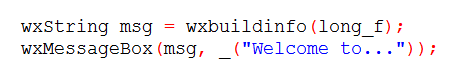 wxString msg = wxbuildinfo(long_f);
wxMessageBox(msg, _("Welcome to..."));